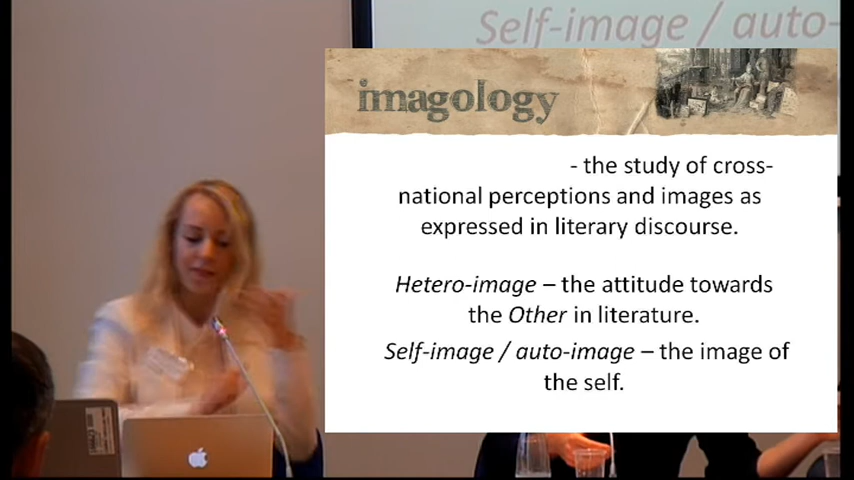 Self-image / auto-
imagology
- the study of cross-
national perceptions and images as
expressed in literary discourse.
Hetero-image – the attitude towards
the Other in literature.
Self-image / auto-image – the image of
the self.